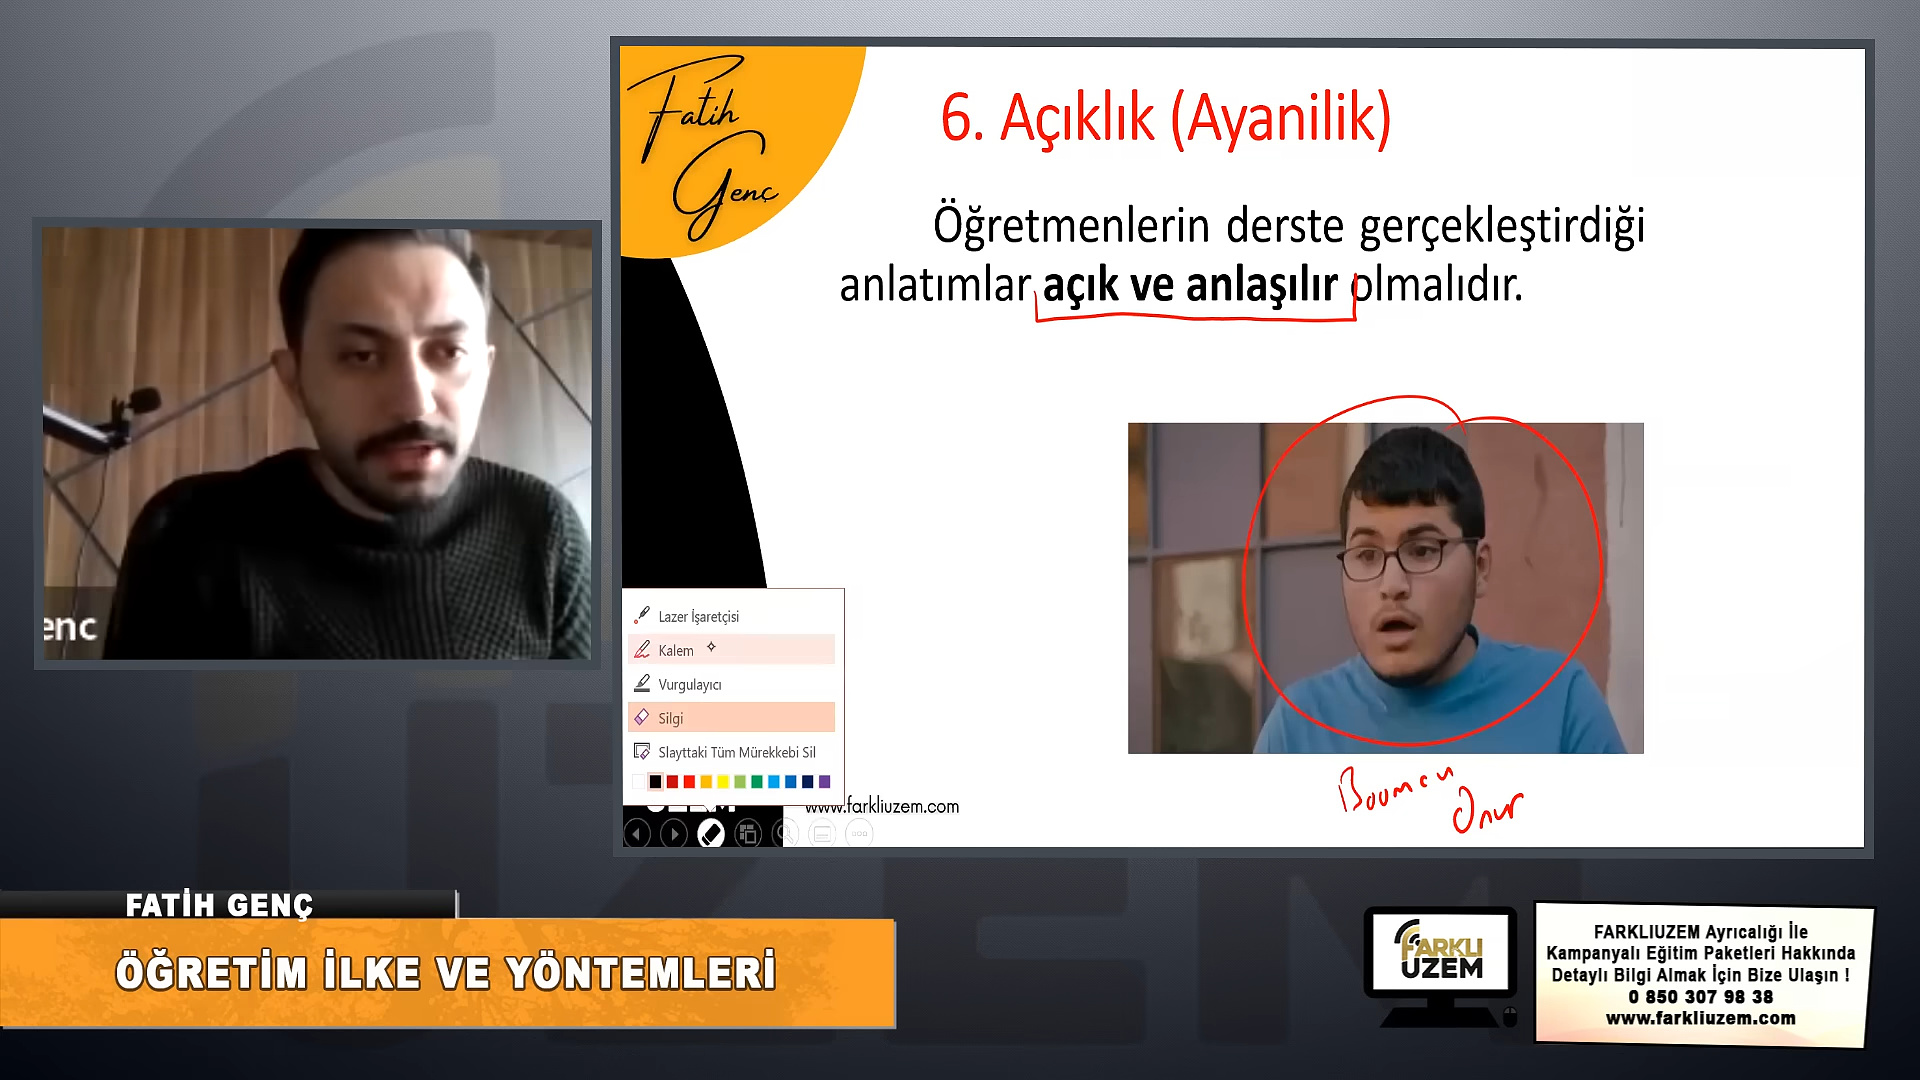 Fatih
Genç
6. Açıklık (Ayanilik)
Öğretmenlerin derste gerçekleştirdiği
anlatımlar açık ve anlaşılır olmalıdır.
enc
Lazer İşaretçisi
Kalem
Vurgulayıcı
Silgi
Slayttaki Tüm Mürekkebi Sil
www.farkliuzem.com
Onur
FATİH GENÇ
ÖĞRETİM İLKE VE YÖNTEMLERİ
FARKLI
UZEM
FARKLIUZEM Ayrıcalığı İle
Kampanyalı Eğitim Paketleri Hakkında
Detaylı Bilgi Almak İçin Bize Ulaşın !
0 850 307 98 38
www.farkliuzem.com